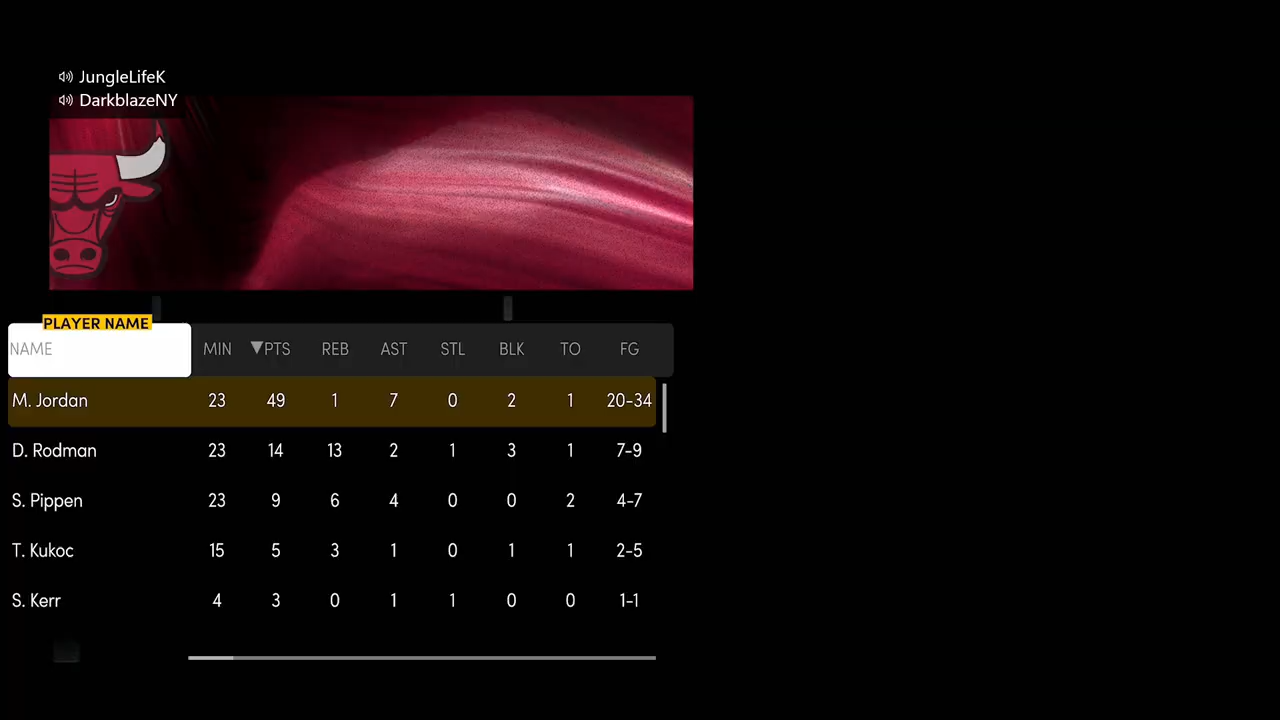 JungleLifeK
DarkblazeNY
PLAYER NAME
NAME MIN ▼PTS REB AST STL BLK TO FG
M. Jordan 23 49 1 7 0 2 1 20-34
D. Rodman 23 14 13 2 1 3 1 7-9
S. Pippen 23 9 6 4 0 0 2 4-7
T. Kukoc 15 5 3 1 0 1 1 2-5
S. Kerr 4 3 0 1 1 0 0 1-1